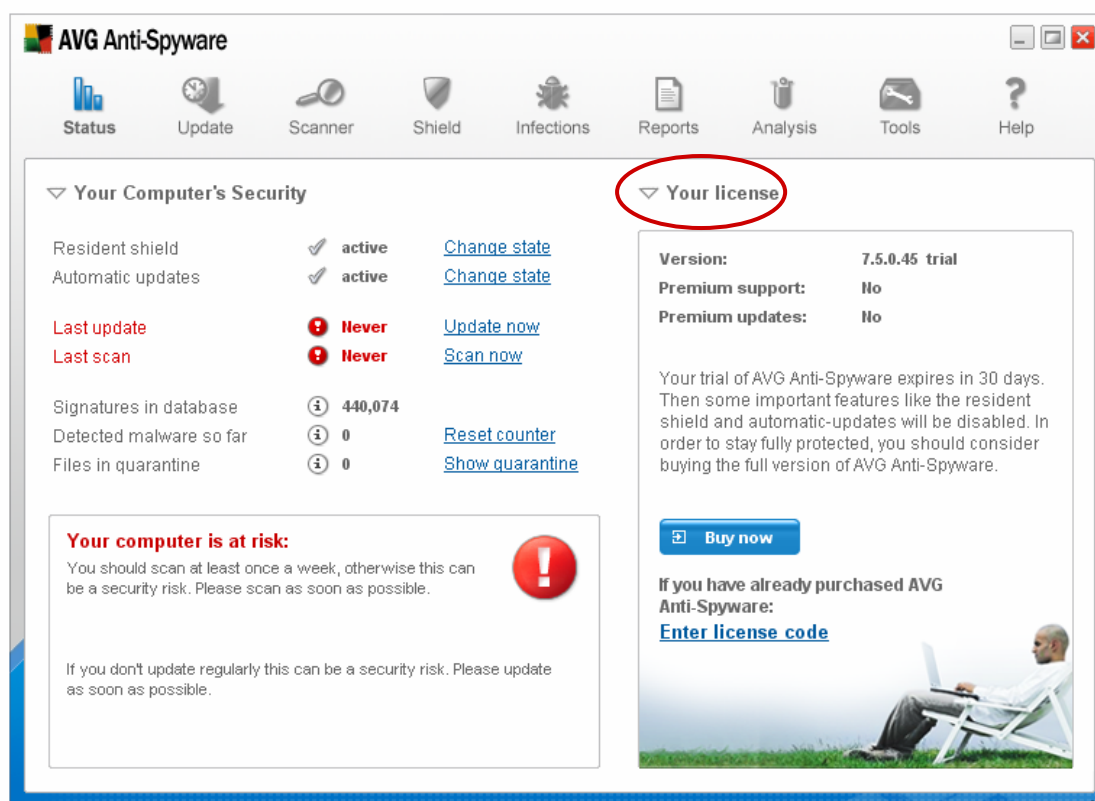 AVG Anti-Spyware
Status Update Scanner Shield Infections Reports Analysis Tools Help
Your Computer's Security
Resident shield active Change state
Automatic updates active Change state
Last update Never Update now
Last scan Never Scan now
Signatures in database 440,074
Detected malware so far 0 Reset counter
Files in quarantine 0 Show quarantine
Your computer is at risk:
You should scan at least once a week, otherwise this can
be a security risk. Please scan as soon as possible.
If you don't update regularly this can be a security risk. Please update
as soon as possible.
Your license
Version: 7.5.0.45 trial
Premium support: No
Premium updates: No
Your trial of AVG Anti-Spyware expires in 30 days.
Then some important features like the resident
shield and automatic-updates will be disabled. In
order to stay fully protected, you should consider
buying the full version of AVG Anti-Spyware.
Buy now
If you have already purchased AVG
Anti-Spyware:
Enter license code